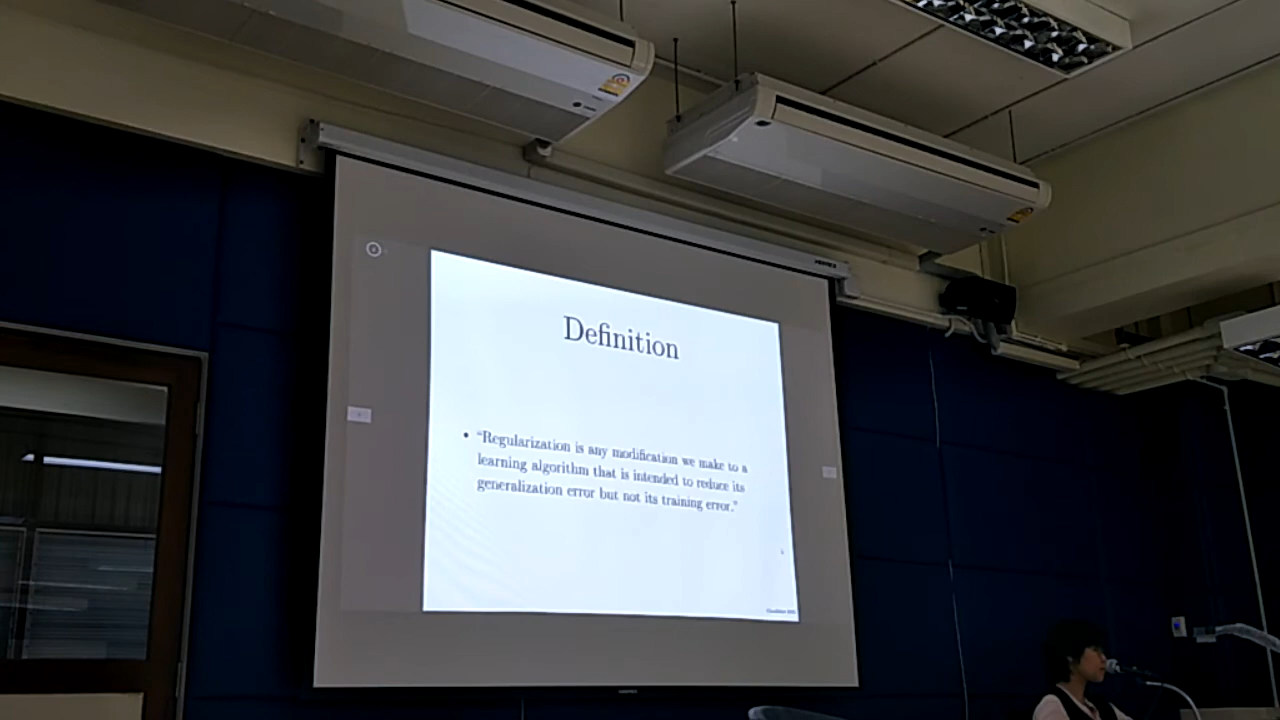 Definition
• “Regularization is any modification we make to a
learning algorithm that is intended to reduce its
generalization error but not its training error.”